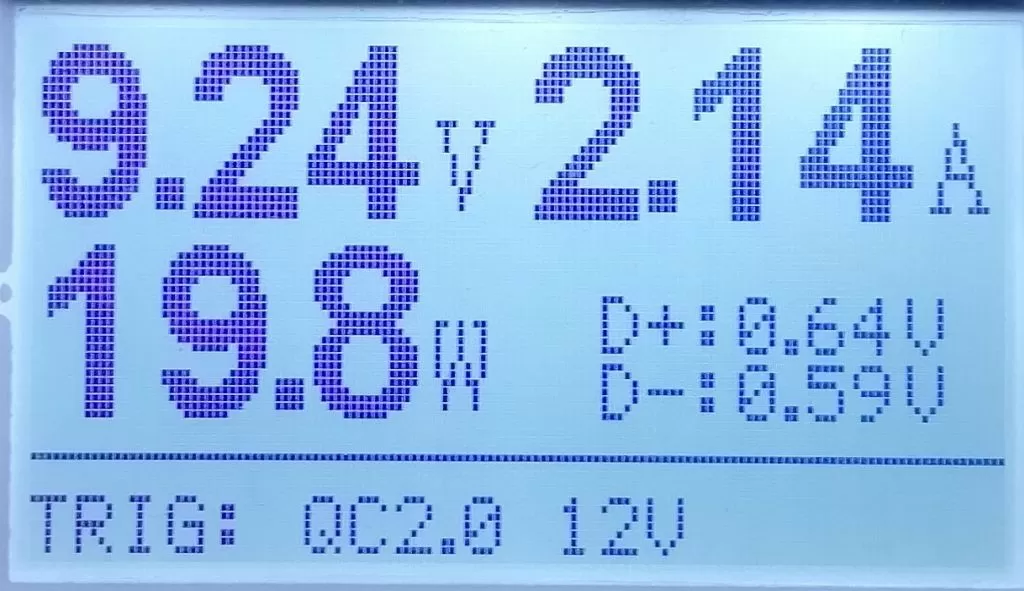 9.24V 2.14A
19.8W
D+:0.64V
D-:0.59V
TRIG: QC2.0 12V